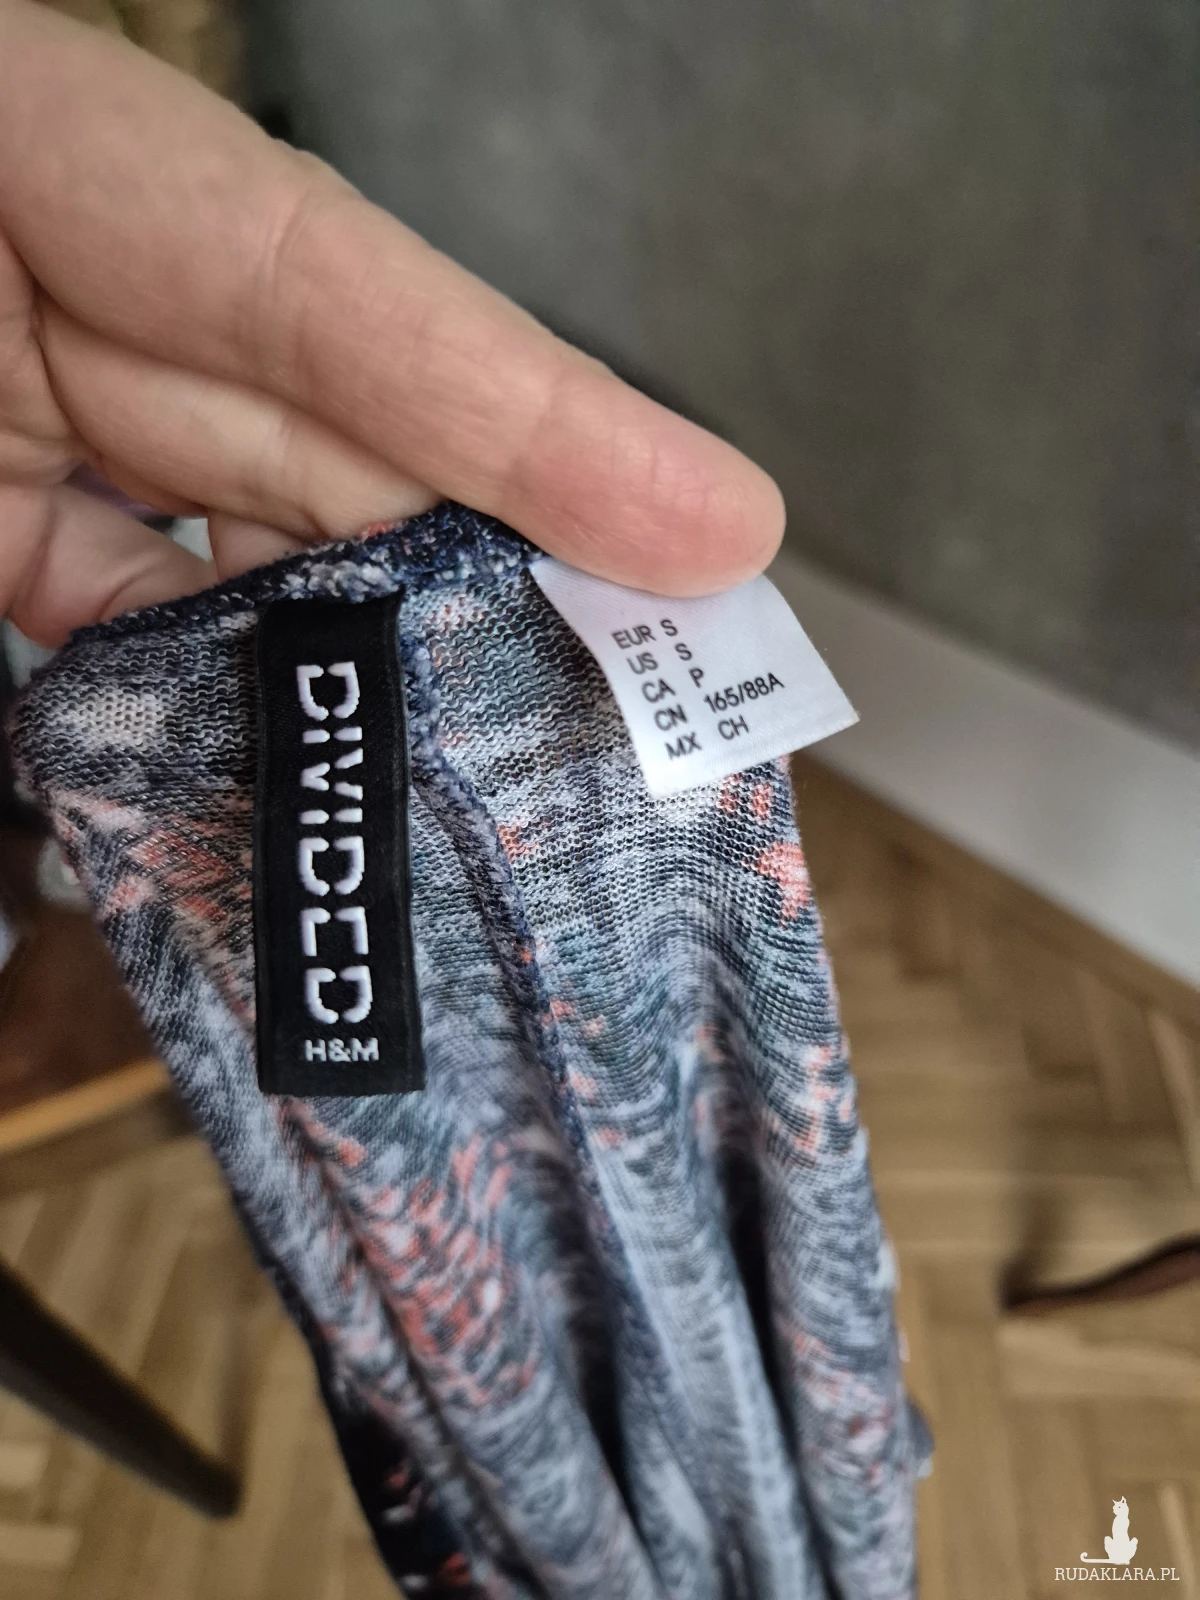 DIVIDED
H&M
EUR S
US S
CA P
CN 165/88A
MX CH
RUDAKLARA.PL